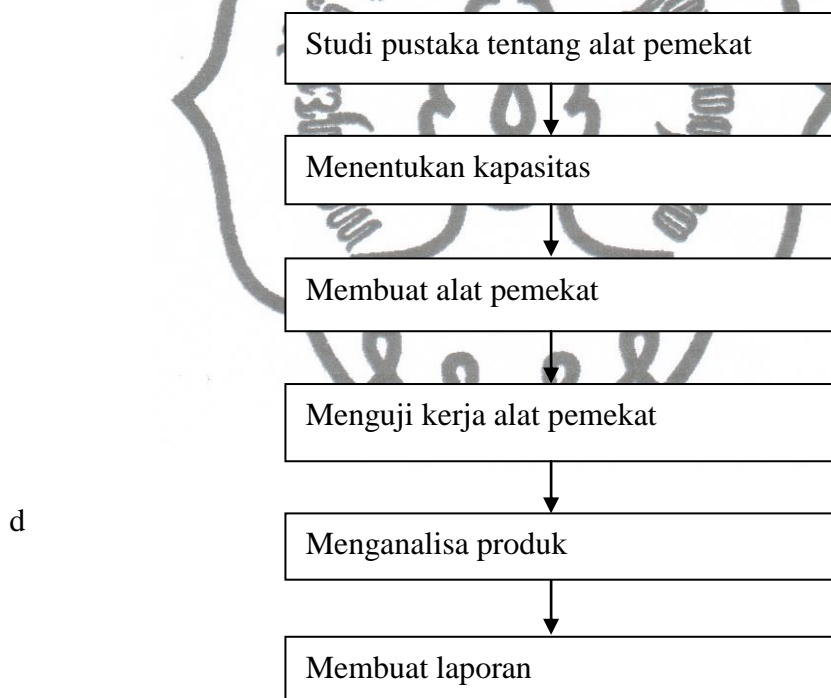 Studi pustaka tentang alat pemekat
Menentukan kapasitas
Membuat alat pemekat
Menguji kerja alat pemekat
d
Menganalisa produk
Membuat laporan